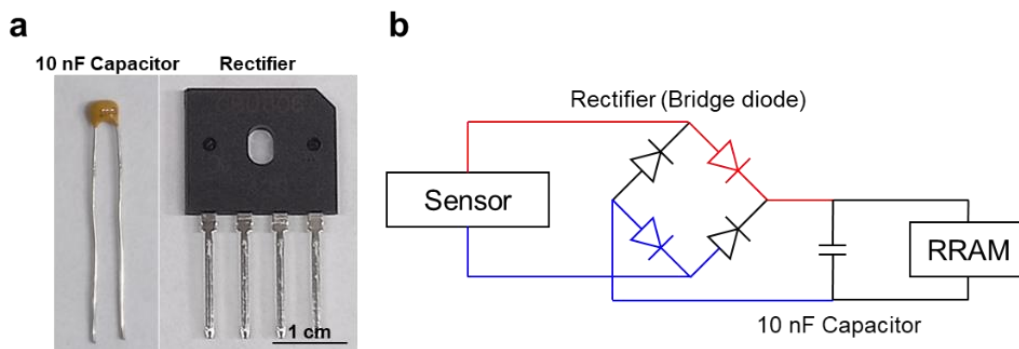 a
10 nF Capacitor
Rectifier
1 cm
b
Rectifier (Bridge diode)
Sensor
RRAM
10 nF Capacitor